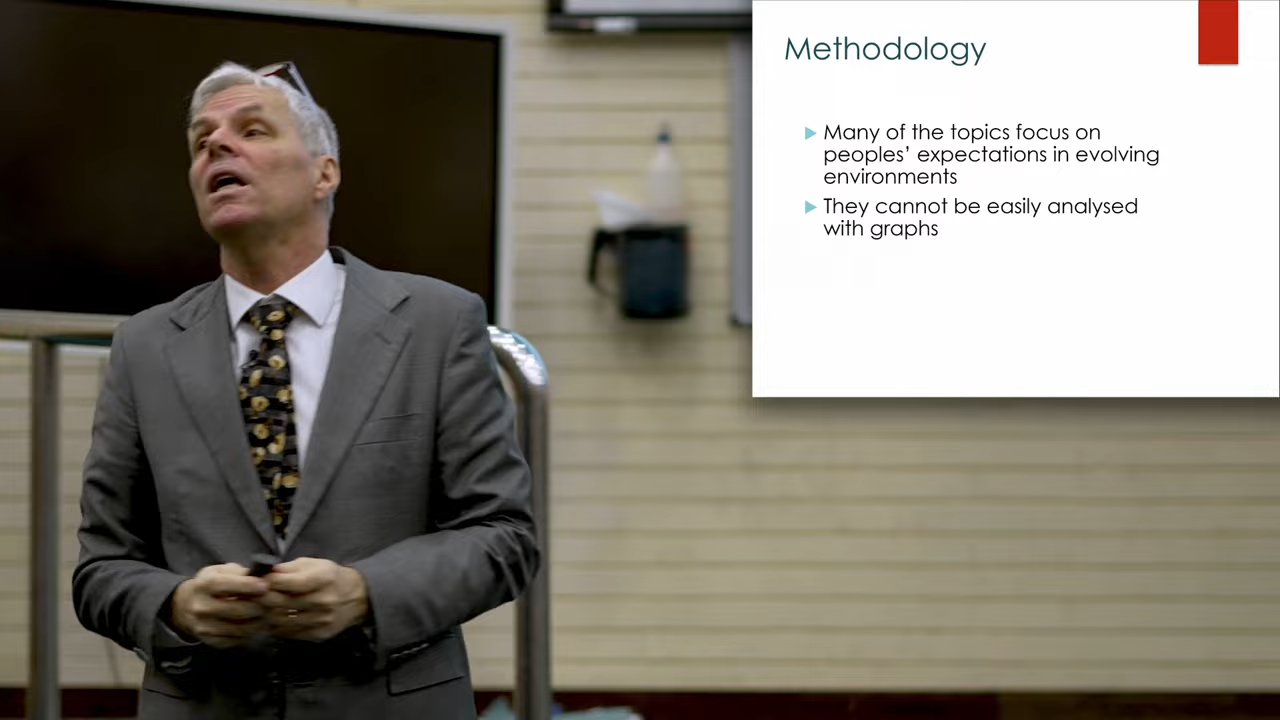 Methodology
Many of the topics focus on
peoples’ expectations in evolving
environments
They cannot be easily analysed
with graphs